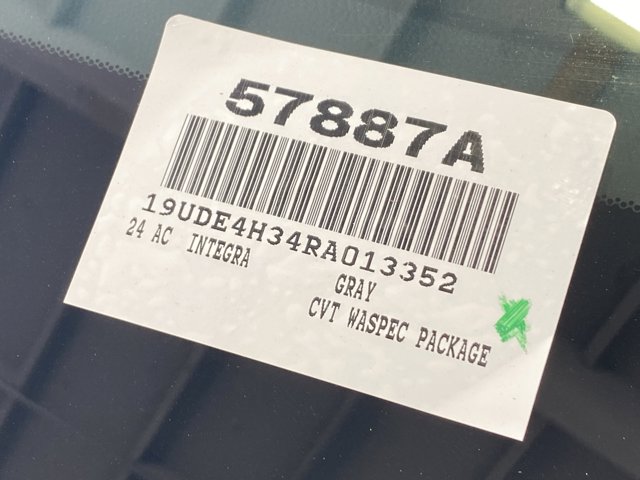 57887A
19UDE4H34RA013352
24 AC INTEGRA
GRAY
CVT WASPEC PACKAGE